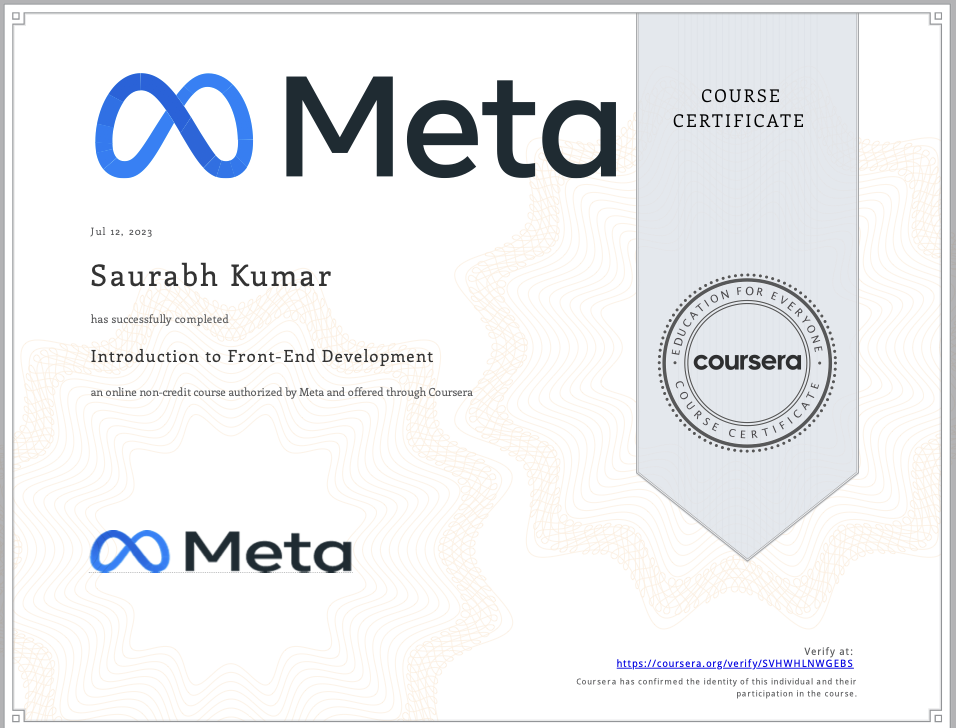 Meta
COURSE
CERTIFICATE
Jul 12, 2023
Saurabh Kumar
has successfully completed
Introduction to Front-End Development
an online non-credit course authorized by Meta and offered through Coursera
EDUCATION FOR EVERYONE
coursera
COURSE CERTIFICATE
Meta
Verify at:
https://coursera.org/verify/SVHWHLNWGEBS
Coursera has confirmed the identity of this individual and their
participation in the course.